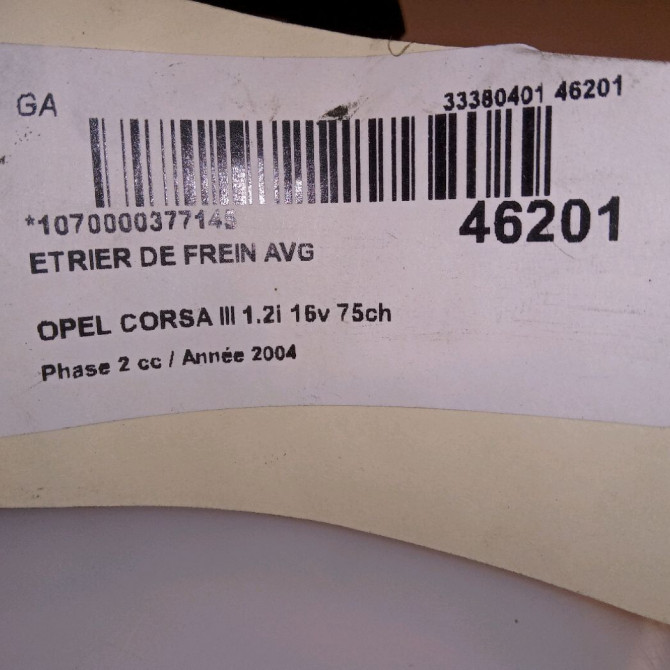 GA
33380401 46201
*1070000377145
46201
ETRIER DE FREIN AVG
OPEL CORSA III 1.2i 16v 75ch
Phase 2 cc / Année 2004